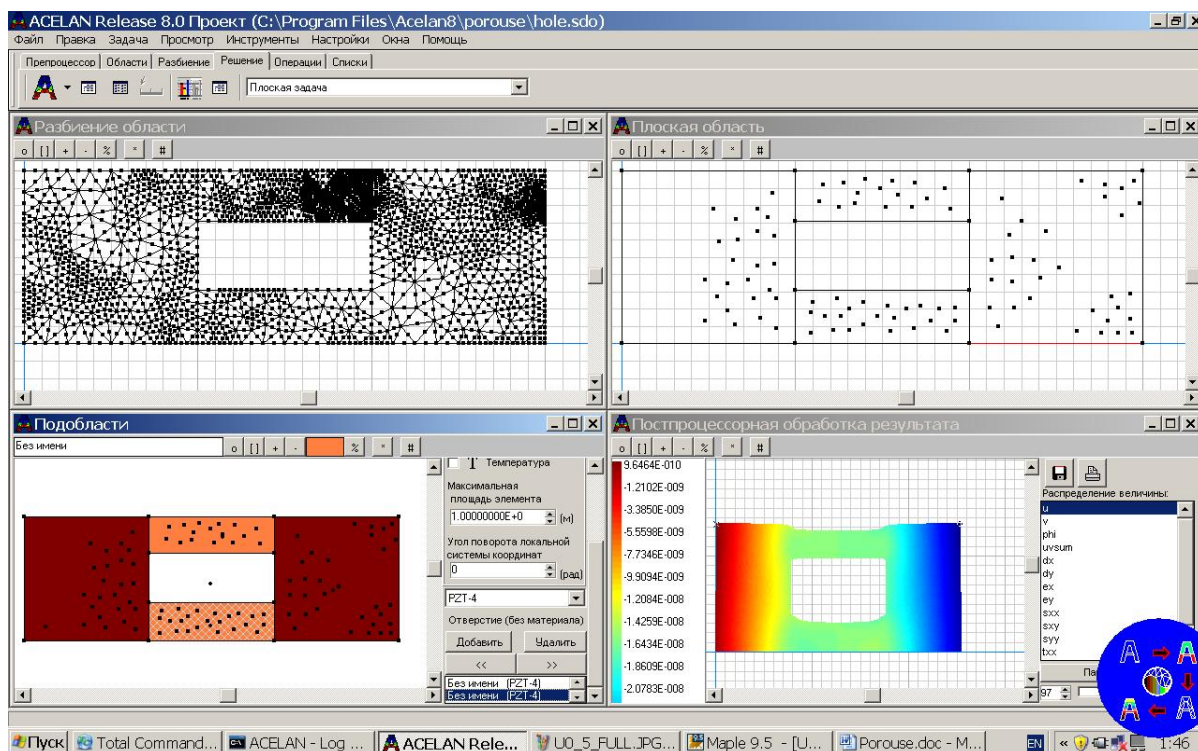 ACELAN Release 8.0 Проект (C:\Program Files\Acelan8\porouse\hole.sdo)
Файл Правка Задача Просмотр Инструменты Настройки Окна Помощь
Препроцессор Области Разбиение Решение Операции Списки
Плоская задача
Разбиение области
o [] + - % * #
Плоская область
o [] + - % * #
Подобласти
Без имени o [] + - % * #
T Температура
Максимальная
площадь элемента
1.00000000E+0 (м)
Угол поворота локальной
системы координат
0 (рад)
PZT-4
Отверстие (без материала)
Добавить Удалить
<< >>
Без имени (PZT-4)
Без имени (PZT-4)
Постпроцессорная обработка результата
o [] + - % * #
9.6464E-010
-1.2102E-009
-3.3850E-009
-5.5598E-009
-7.7346E-009
-9.9094E-009
-1.2084E-008
-1.4259E-008
-1.6434E-008
-1.8609E-008
-2.0783E-008
Распределение величины:
u
v
phi
uvsum
dx
dy
ex
ey
sxx
sxy
syy
txx
97
Пуск Total Command... ACELAN - Log ... ACELAN Rele... U0_5_FULL.JPG... Maple 9.5 - [U... Porouse.doc - M... EN « 1:46